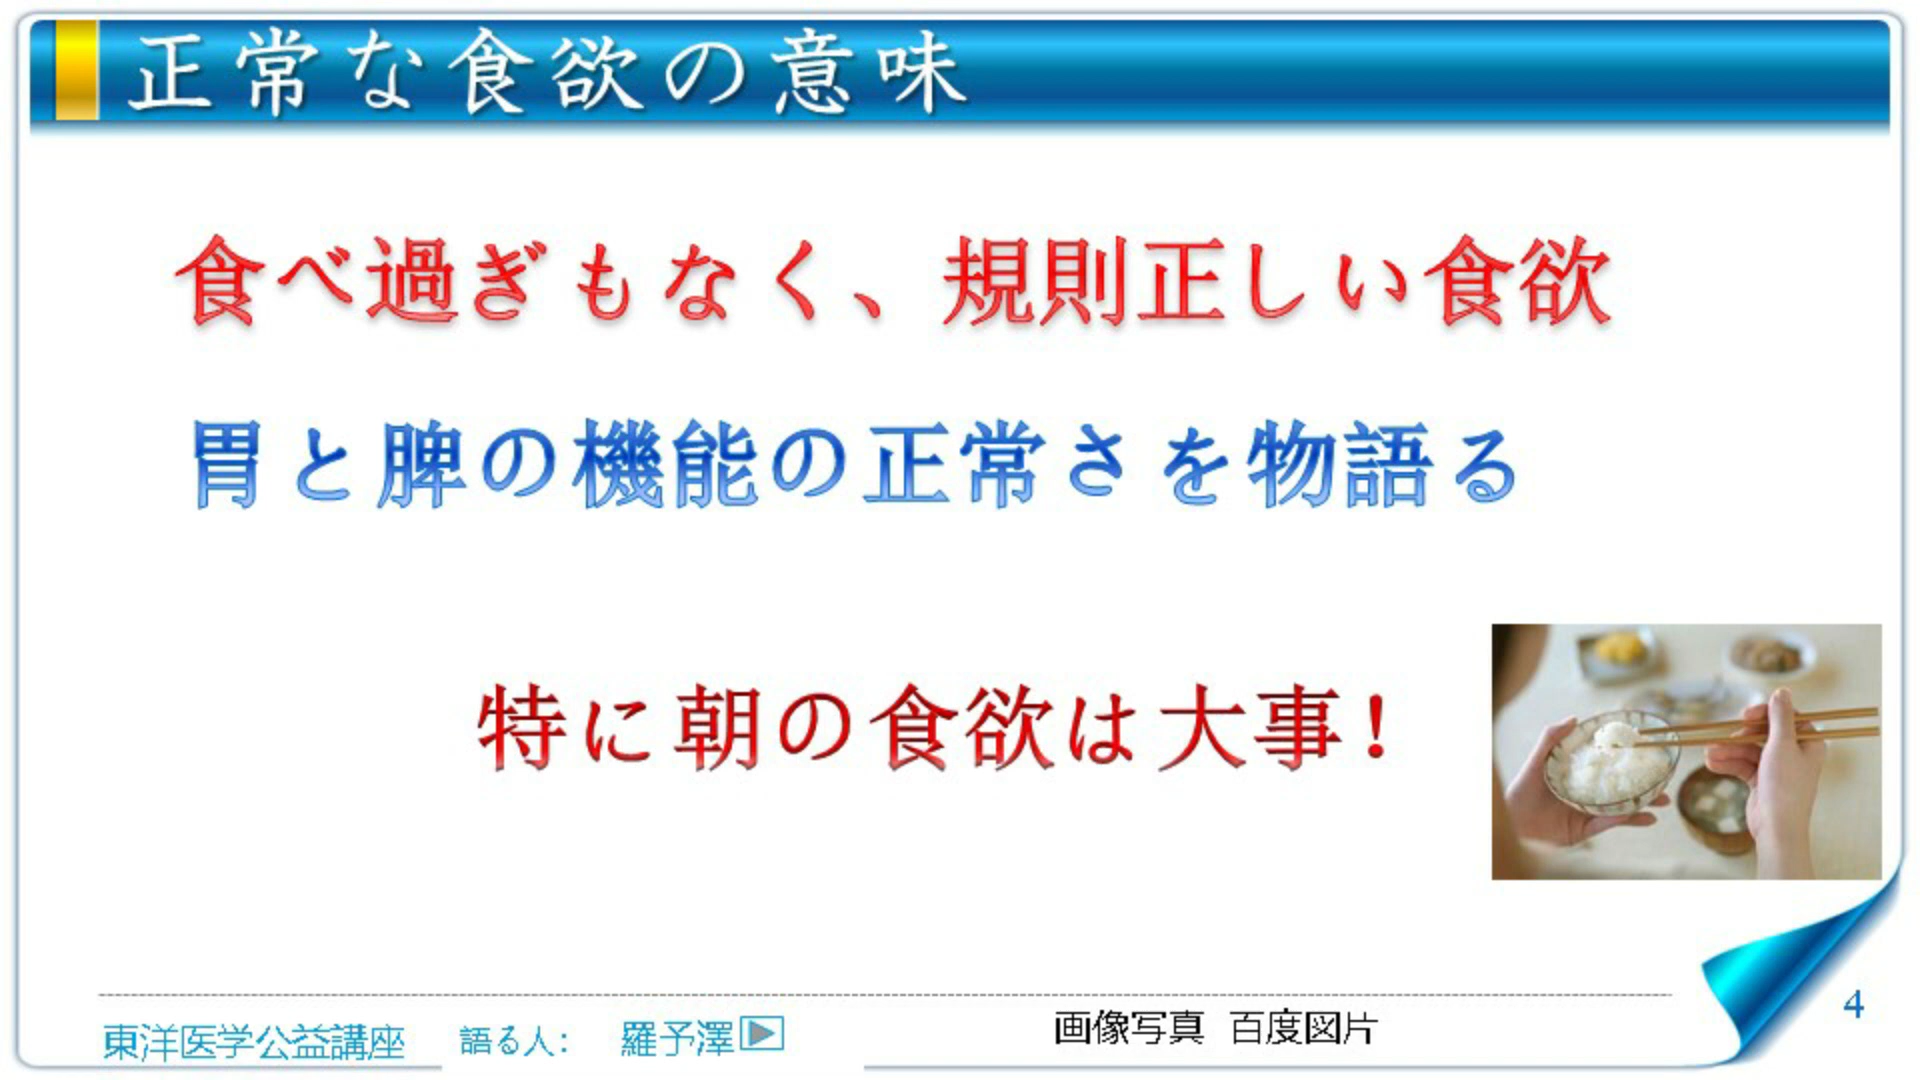 正常な食欲の意味
食べ過ぎもなく、規則正しい食欲
胃と脾の機能の正常さを物語る
特に朝の食欲は大事！
東洋医学公益講座 語る人： 羅予澤
画像写真 百度図片
4